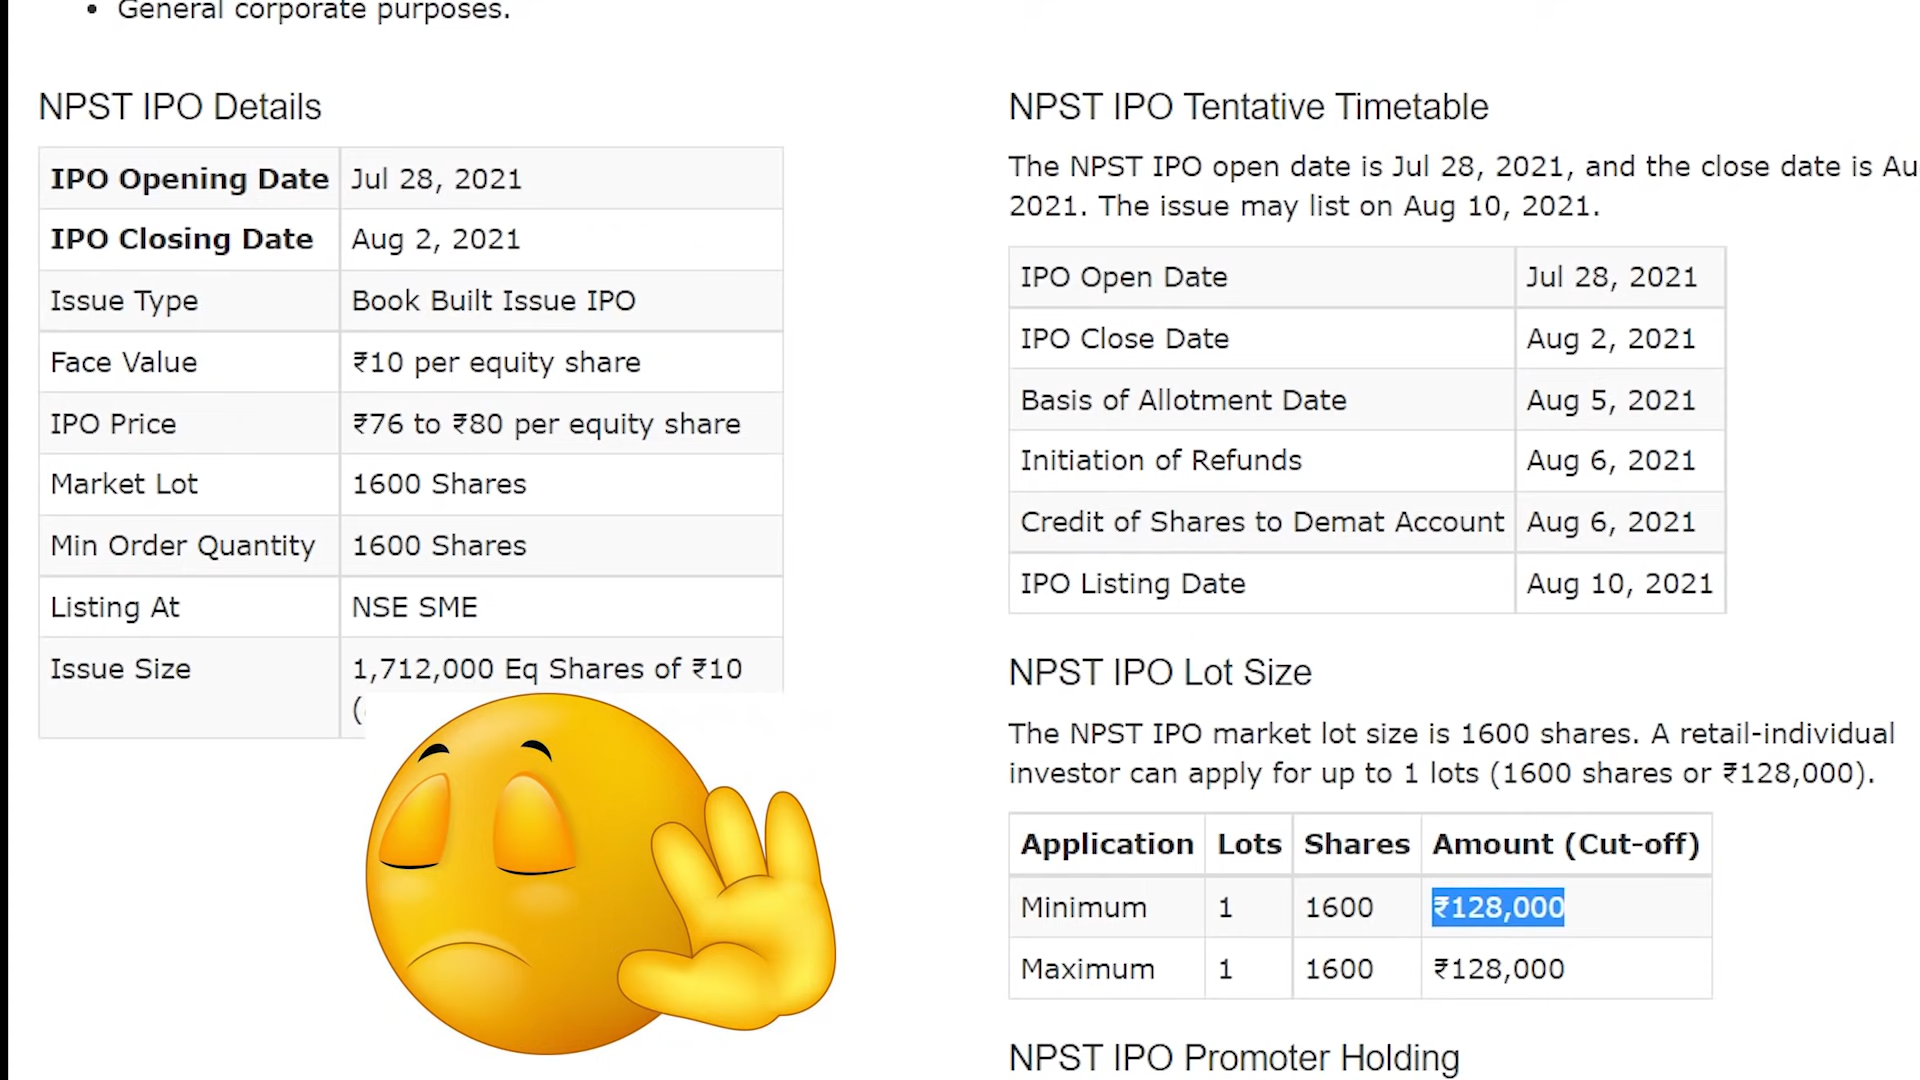 General corporate purposes.
NPST IPO Details
IPO Opening Date Jul 28, 2021
IPO Closing Date Aug 2, 2021
Issue Type Book Built Issue IPO
Face Value ₹10 per equity share
IPO Price ₹76 to ₹80 per equity share
Market Lot 1600 Shares
Min Order Quantity 1600 Shares
Listing At NSE SME
Issue Size 1,712,000 Eq Shares of ₹10
(
NPST IPO Tentative Timetable
The NPST IPO open date is Jul 28, 2021, and the close date is
2021. The issue may list on Aug 10, 2021.
IPO Open Date Jul 28, 2021
IPO Close Date Aug 2, 2021
Basis of Allotment Date Aug 5, 2021
Initiation of Refunds Aug 6, 2021
Credit of Shares to Demat Account Aug 6, 2021
IPO Listing Date Aug 10, 2021
NPST IPO Lot Size
The NPST IPO market lot size is 1600 shares. A retail-individual
investor can apply for up to 1 lots (1600 shares or ₹128,000).
Application Lots Shares Amount (Cut-off)
Minimum 1 1600 ₹128,000
Maximum 1 1600 ₹128,000
NPST IPO Promoter Holding